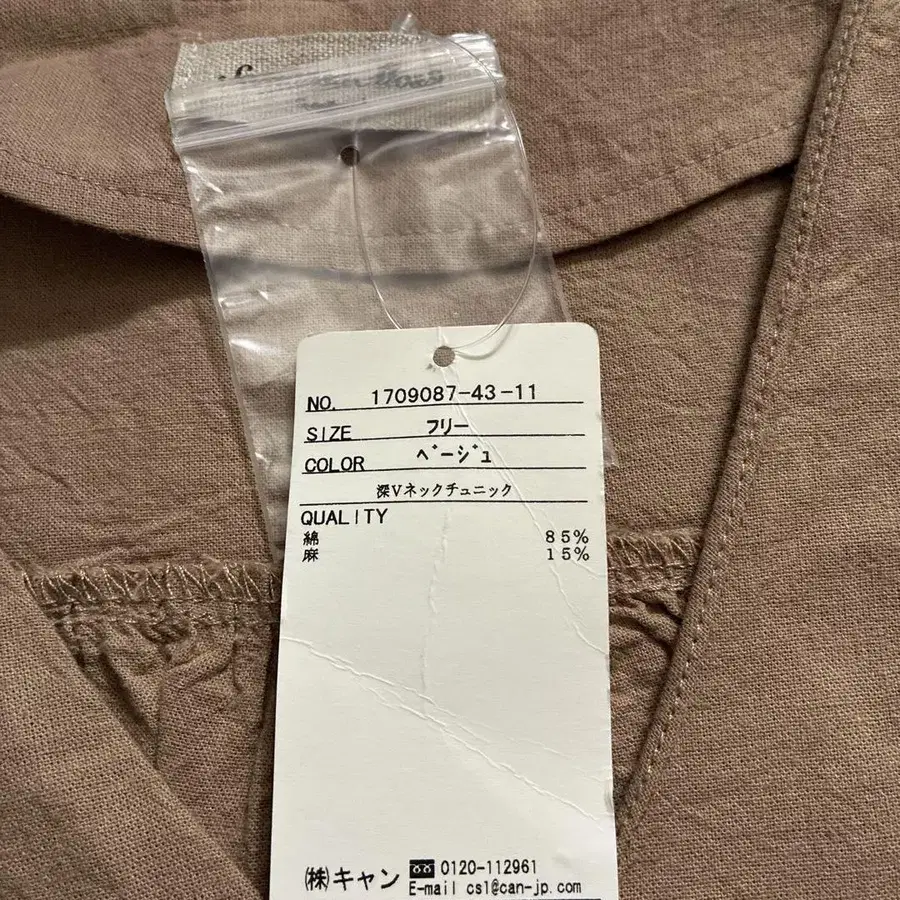 NO. 1709087-43-11
SIZE フリー
COLOR ﾍﾞｰｼﾞｭ
深Vネックチュニック
QUALITY
綿 85%
麻 15%
㈱キャン 0120-112961
E-mail cs1@can-jp.com